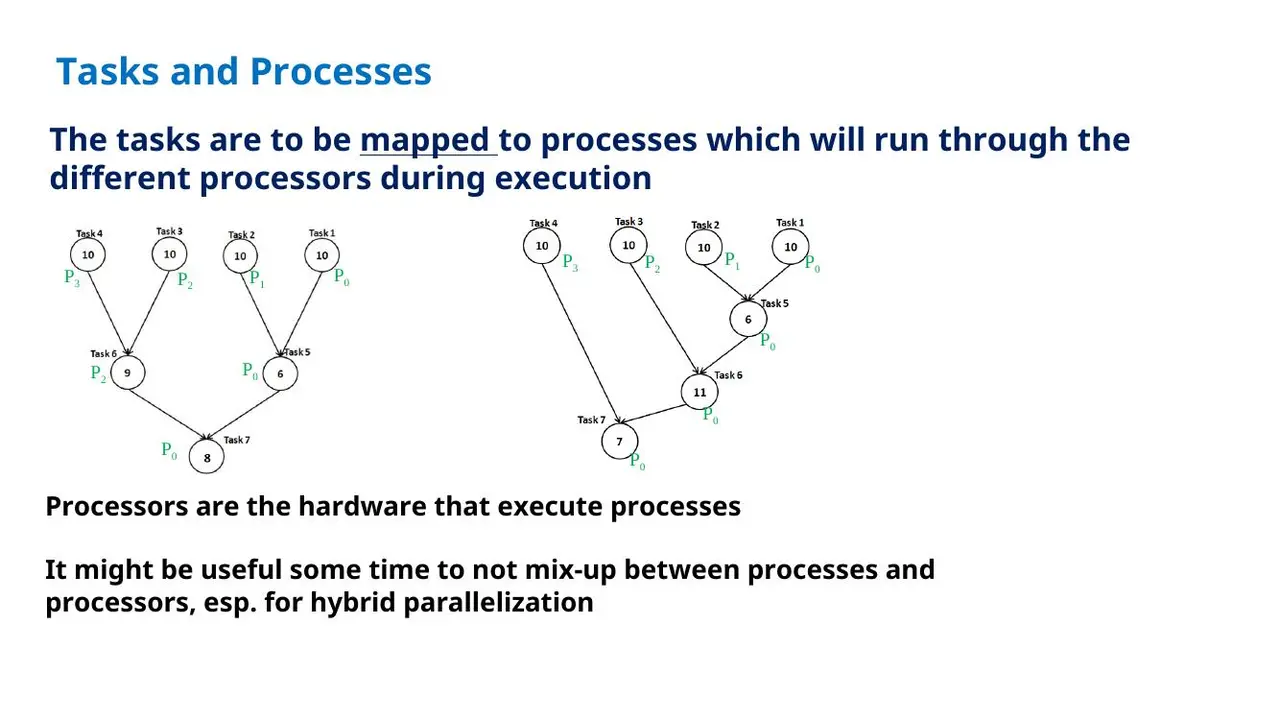 Tasks and Processes
The tasks are to be mapped to processes which will run through the
different processors during execution
Task 4 Task 3 Task 2 Task 1
10 10 10 10
P3 P2 P1 P0
Task 6 Task 5
P2 9 P0 6
Task 7
P0 8
Task 4 Task 3 Task 2 Task 1
10 10 10 10
P3 P2 P1 P0
Task 5
6
P0
Task 6
11
P0
Task 7
7
P0
Processors are the hardware that execute processes
It might be useful some time to not mix-up between processes and
processors, esp. for hybrid parallelization